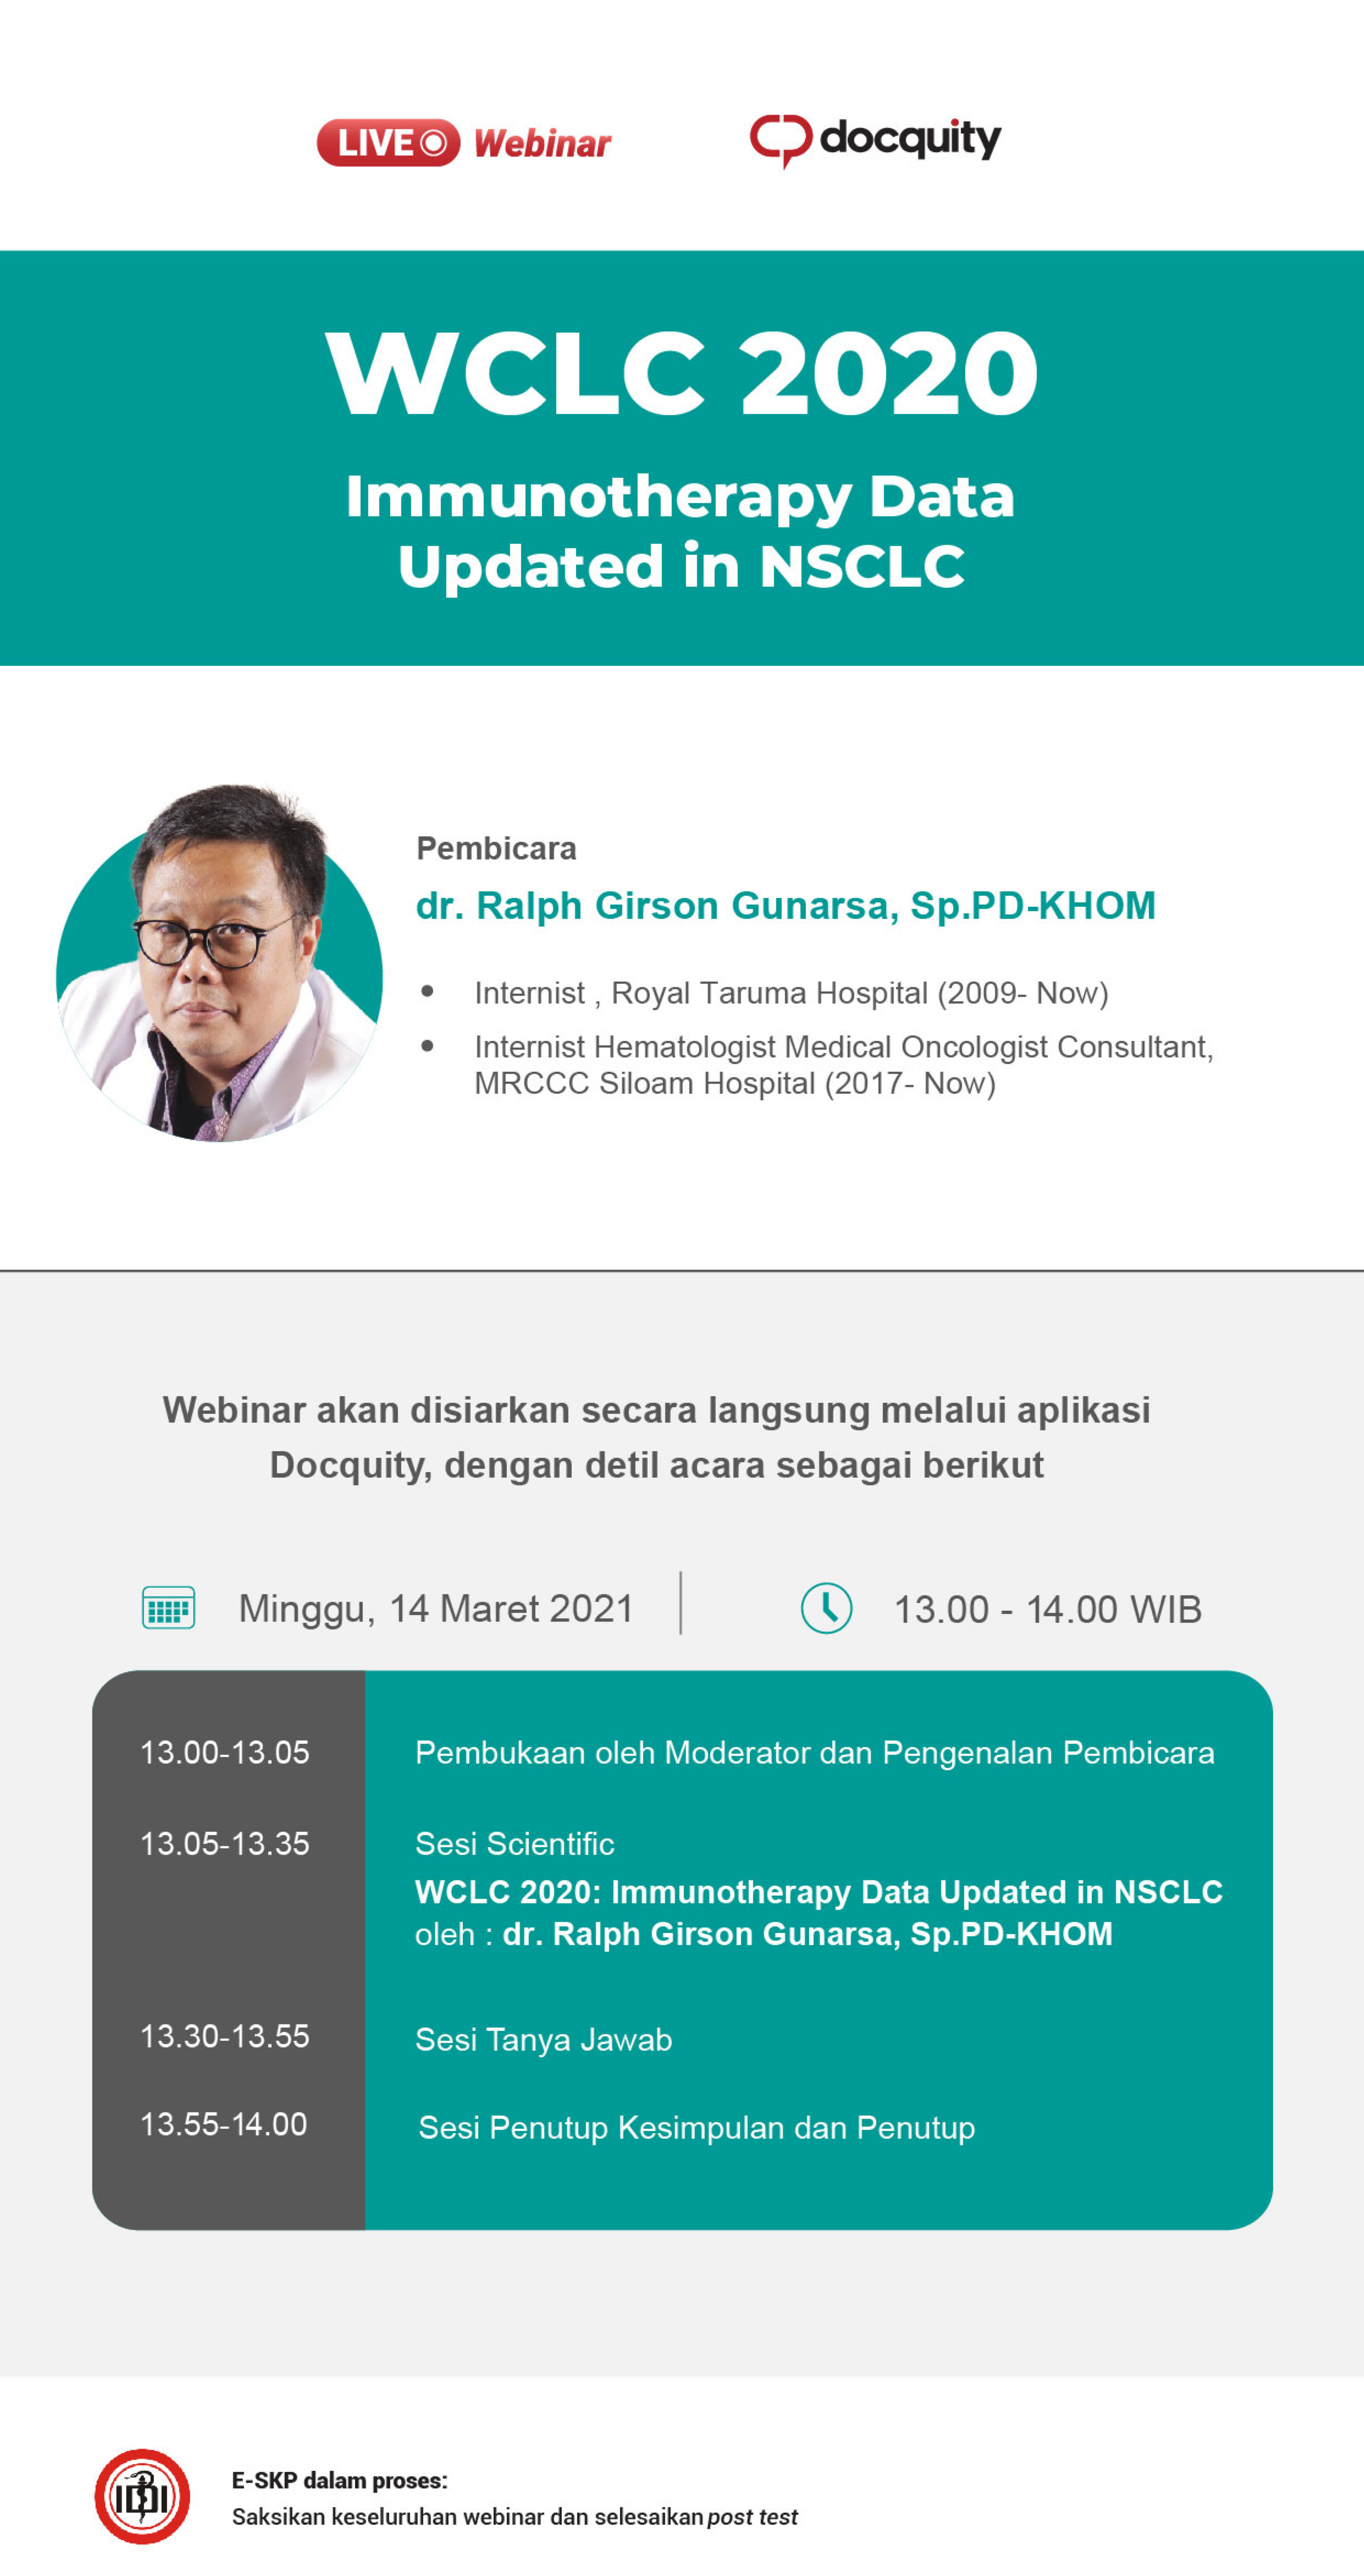 LIVE Webinar
docquity
WCLC 2020
Immunotherapy Data
Updated in NSCLC
Pembicara
dr. Ralph Girson Gunarsa, Sp.PD-KHOM
• Internist , Royal Taruma Hospital (2009- Now)
• Internist Hematologist Medical Oncologist Consultant,
MRCCC Siloam Hospital (2017- Now)
Webinar akan disiarkan secara langsung melalui aplikasi
Docquity, dengan detil acara sebagai berikut
Minggu, 14 Maret 2021
13.00 - 14.00 WIB
13.00-13.05 Pembukaan oleh Moderator dan Pengenalan Pembicara
13.05-13.35 Sesi Scientific
WCLC 2020: Immunotherapy Data Updated in NSCLC
oleh : dr. Ralph Girson Gunarsa, Sp.PD-KHOM
13.30-13.55 Sesi Tanya Jawab
13.55-14.00 Sesi Penutup Kesimpulan dan Penutup
IDI
E-SKP dalam proses:
Saksikan keseluruhan webinar dan selesaikan post test